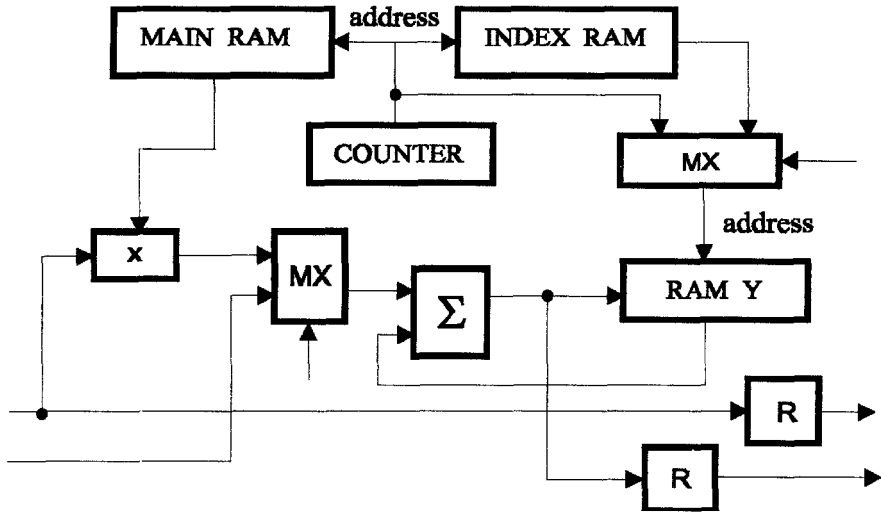 address
MAIN RAM
INDEX RAM
COUNTER
MX
address
x
MX
Σ
RAM Y
R
R